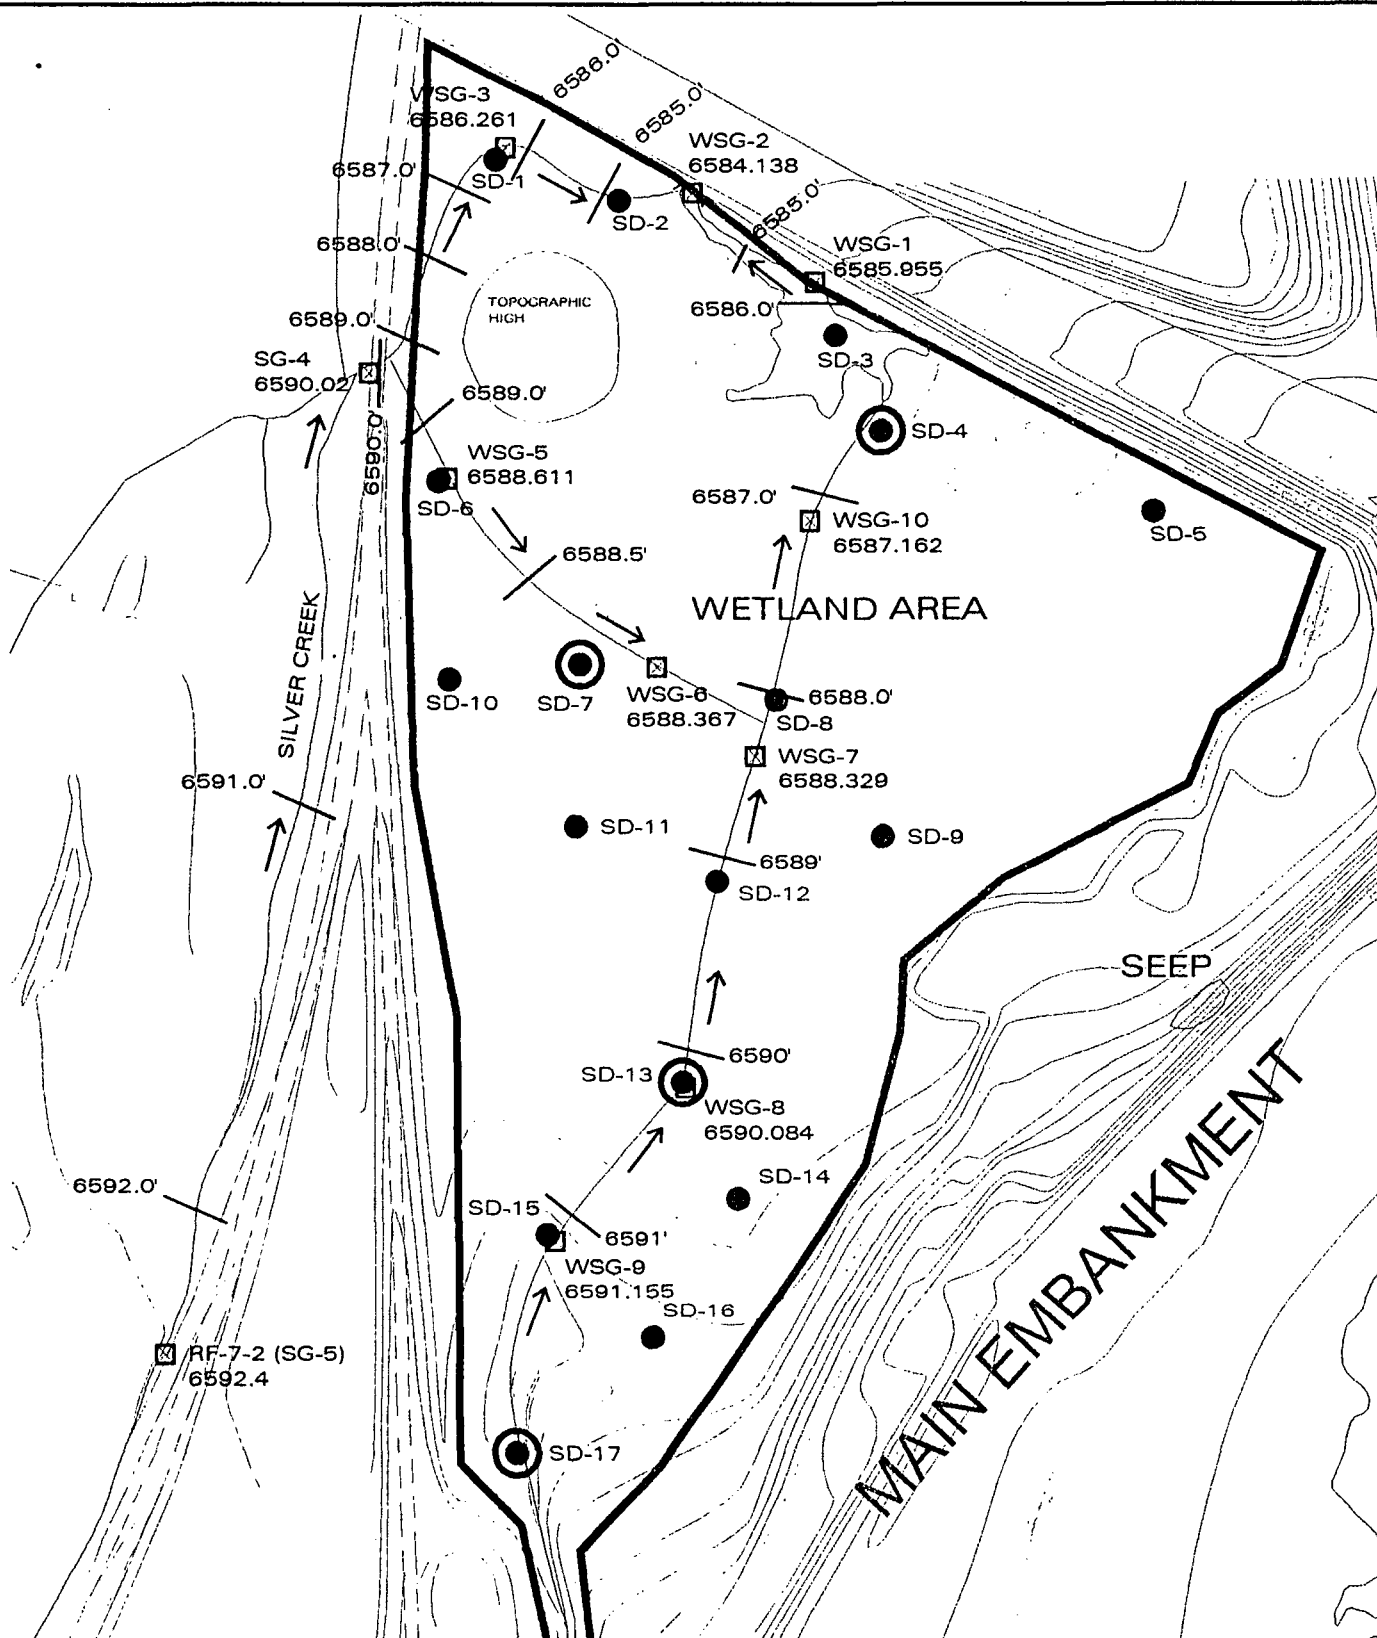 6586.0'
WSG-3
6586.261
6585.0'
WSG-2
6584.138
6587.0'
SD-1
SD-2
6585.0'
6588.0'
WSG-1
6585.955
TOPOGRAPHIC
HIGH
6586.0'
6589.0'
SD-3
SG-4
6590.02
6589.0'
SD-4
6590.0'
WSG-5
6588.611
SD-6
6587.0'
WSG-10
6587.162
SD-5
6588.5'
WETLAND AREA
SILVER CREEK
SD-10
SD-7
WSG-6
6588.367
6588.0'
SD-8
WSG-7
6588.329
6591.0'
SD-11
SD-9
6589'
SD-12
SEEP
6590'
SD-13
WSG-8
6590.084
MAIN EMBANKMENT
SD-14
6592.0'
SD-15
6591'
WSG-9
6591.155
SD-16
RF-7-2 (SG-5)
6592.4
SD-17